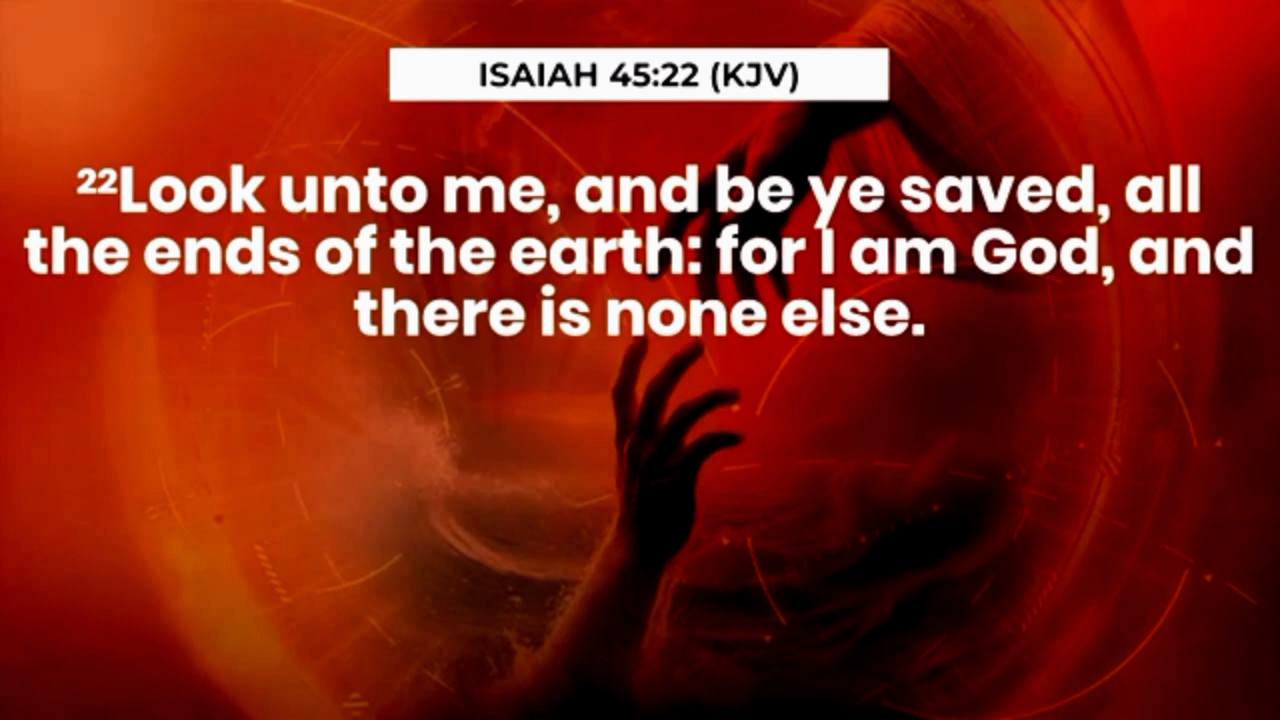 ISAIAH 45:22 (KJV)
²²Look unto me, and be ye saved, all
the ends of the earth: for I am God, and
there is none else.